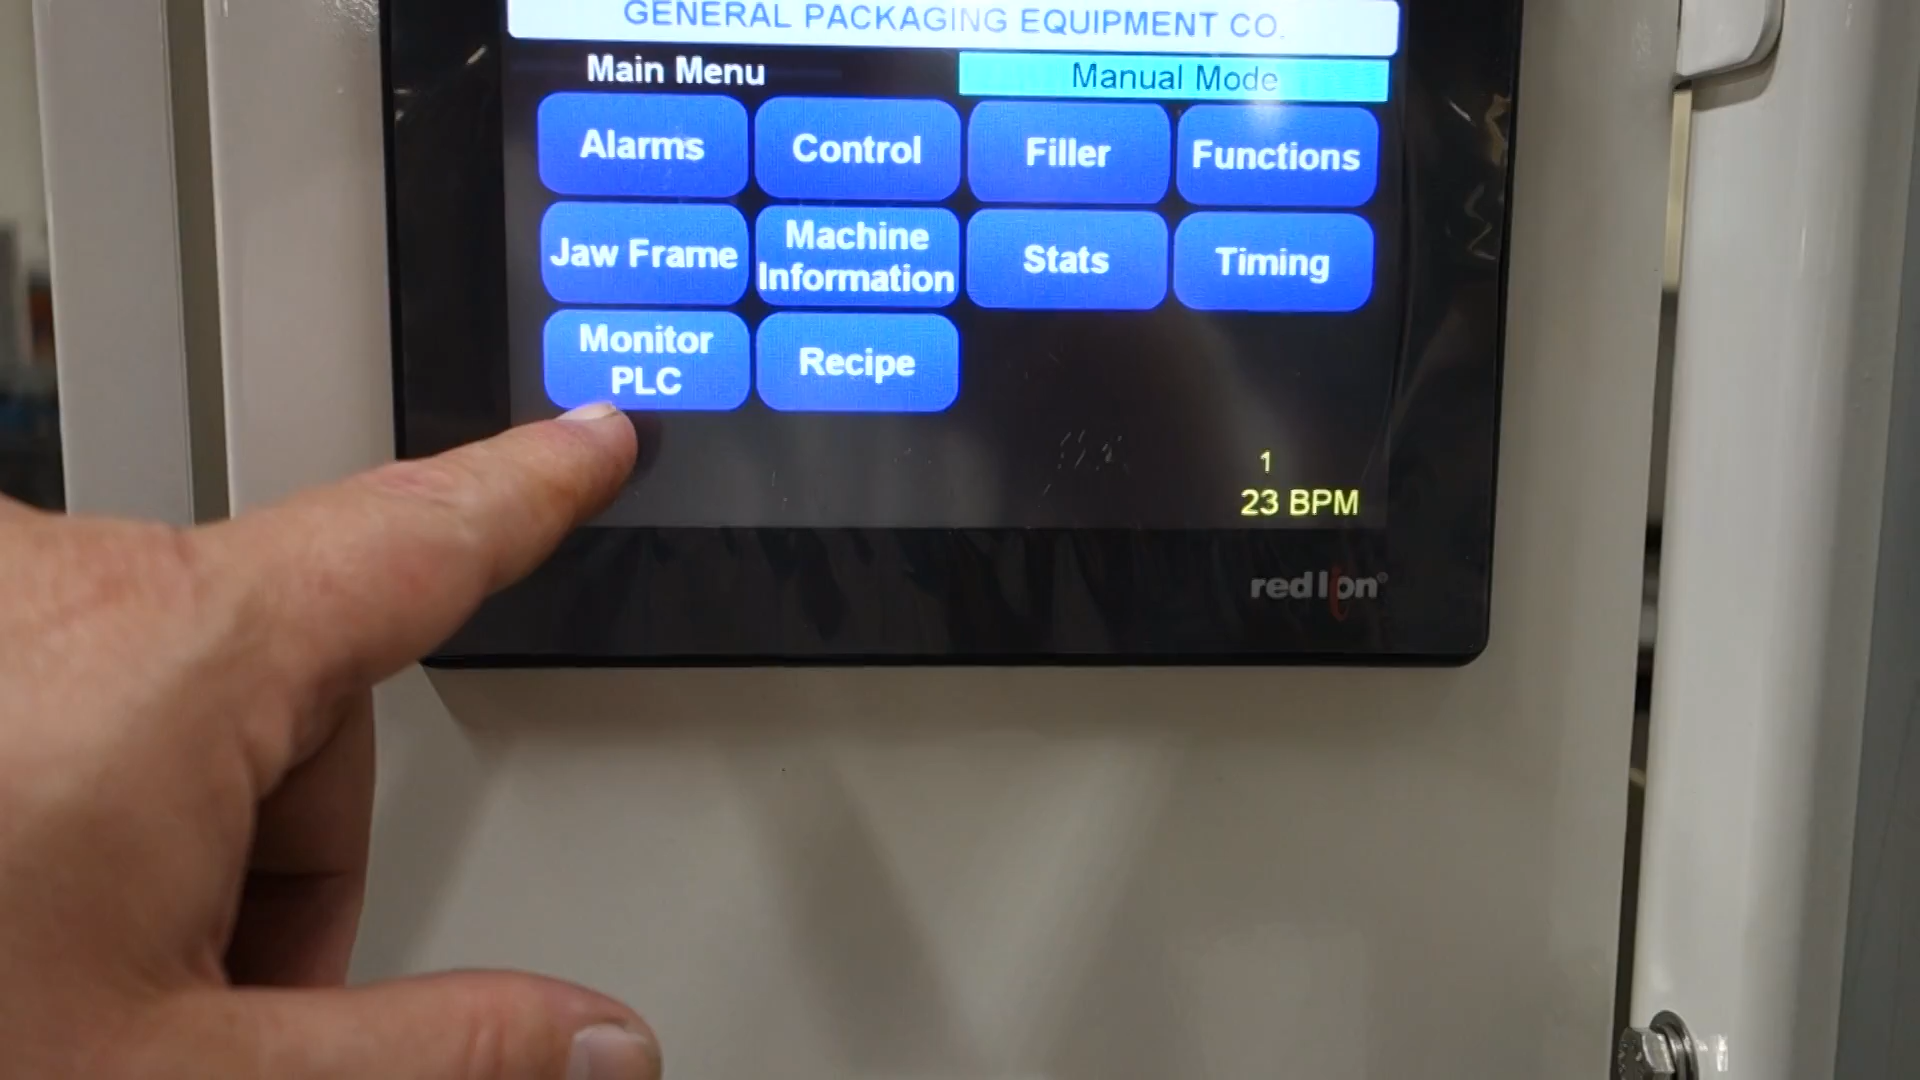 GENERAL PACKAGING EQUIPMENT CO.
Main Menu
Manual Mode
Alarms
Control
Filler
Functions
Jaw Frame
Machine
Information
Stats
Timing
Monitor
PLC
Recipe
1
23 BPM
red lion®